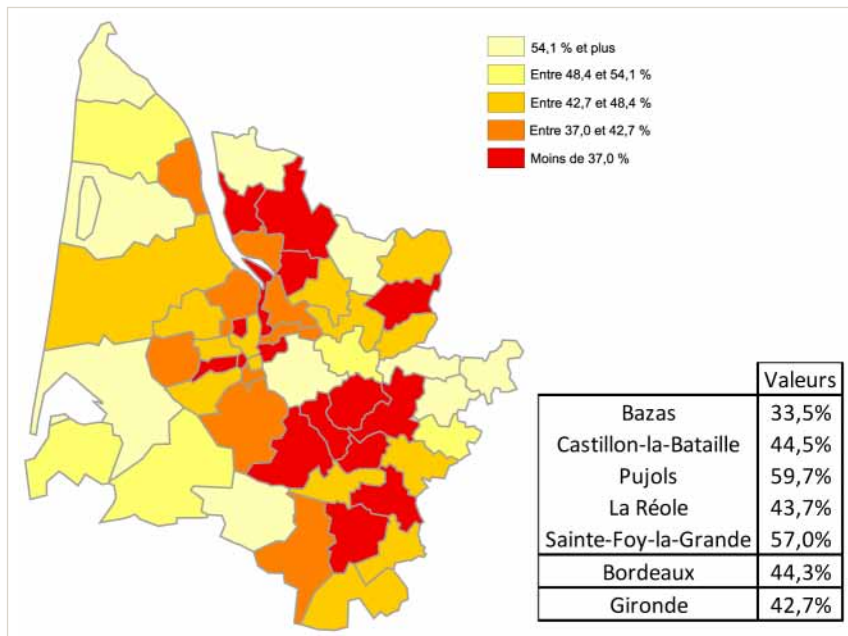 54,1 % et plus
Entre 48,4 et 54,1 %
Entre 42,7 et 48,4 %
Entre 37,0 et 42,7 %
Moins de 37,0 %
Valeurs
Bazas 33,5%
Castillon-la-Bataille 44,5%
Pujols 59,7%
La Réole 43,7%
Sainte-Foy-la-Grande 57,0%
Bordeaux 44,3%
Gironde 42,7%